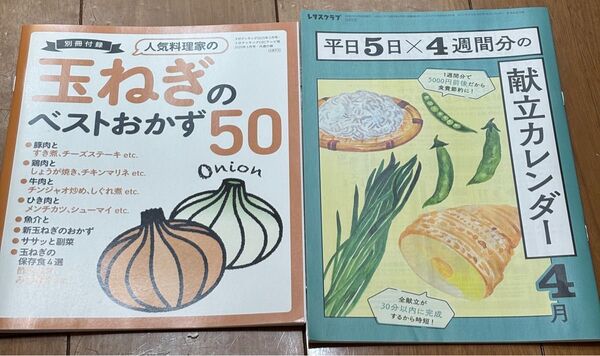 別冊付録
人気料理家の
玉ねぎの
ベストおかず50
Onion
●豚肉と
すき煮、チーズステーキ etc.
●鶏肉と
しょうが焼き、チキンマリネ etc.
●牛肉と
チンジャオ炒め、しぐれ煮 etc.
●ひき肉と
メンチカツ、シューマイ etc.
●魚介と
●新玉ねぎのおかず
●ササッと副菜
●玉ねぎの
保存食4選
レタスクラブ
平日5日×4週間分の
献立カレンダー
4月
1週間分で
5000円前後だから
食費節約に!
全献立が
30分以内に完成
するから時短!